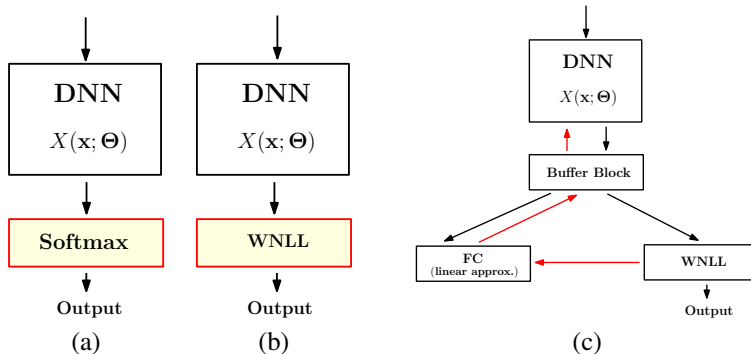 DNN
X(x; Θ)
Softmax
Output
(a)
DNN
X(x; Θ)
WNLL
Output
(b)
DNN
X(x; Θ)
Buffer Block
FC
(linear approx.)
WNLL
Output
(c)